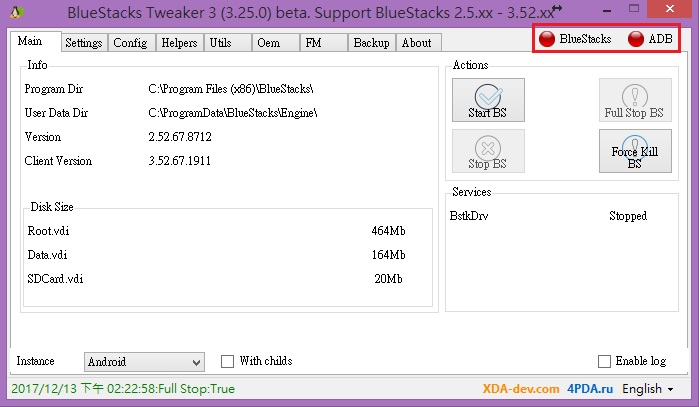 BlueStacks Tweaker 3 (3.25.0) beta. Support BlueStacks 2.5.xx - 3.52.xx
Main Settings Config Helpers Utils Oem FM Backup About BlueStacks ADB
Info
Program Dir C:\Program Files (x86)\BlueStacks\
User Data Dir C:\ProgramData\BlueStacks\Engine\
Version 2.52.67.8712
Client Version 3.52.67.1911
Disk Size
Root.vdi 464Mb
Data.vdi 164Mb
SDCard.vdi 20Mb
Actions
Start BS Full Stop BS
Stop BS Force Kill
BS
Services
BstkDrv Stopped
Instance Android With childs Enable log
2017/12/13 下午 02:22:58:Full Stop:True XDA-dev.com 4PDA.ru English